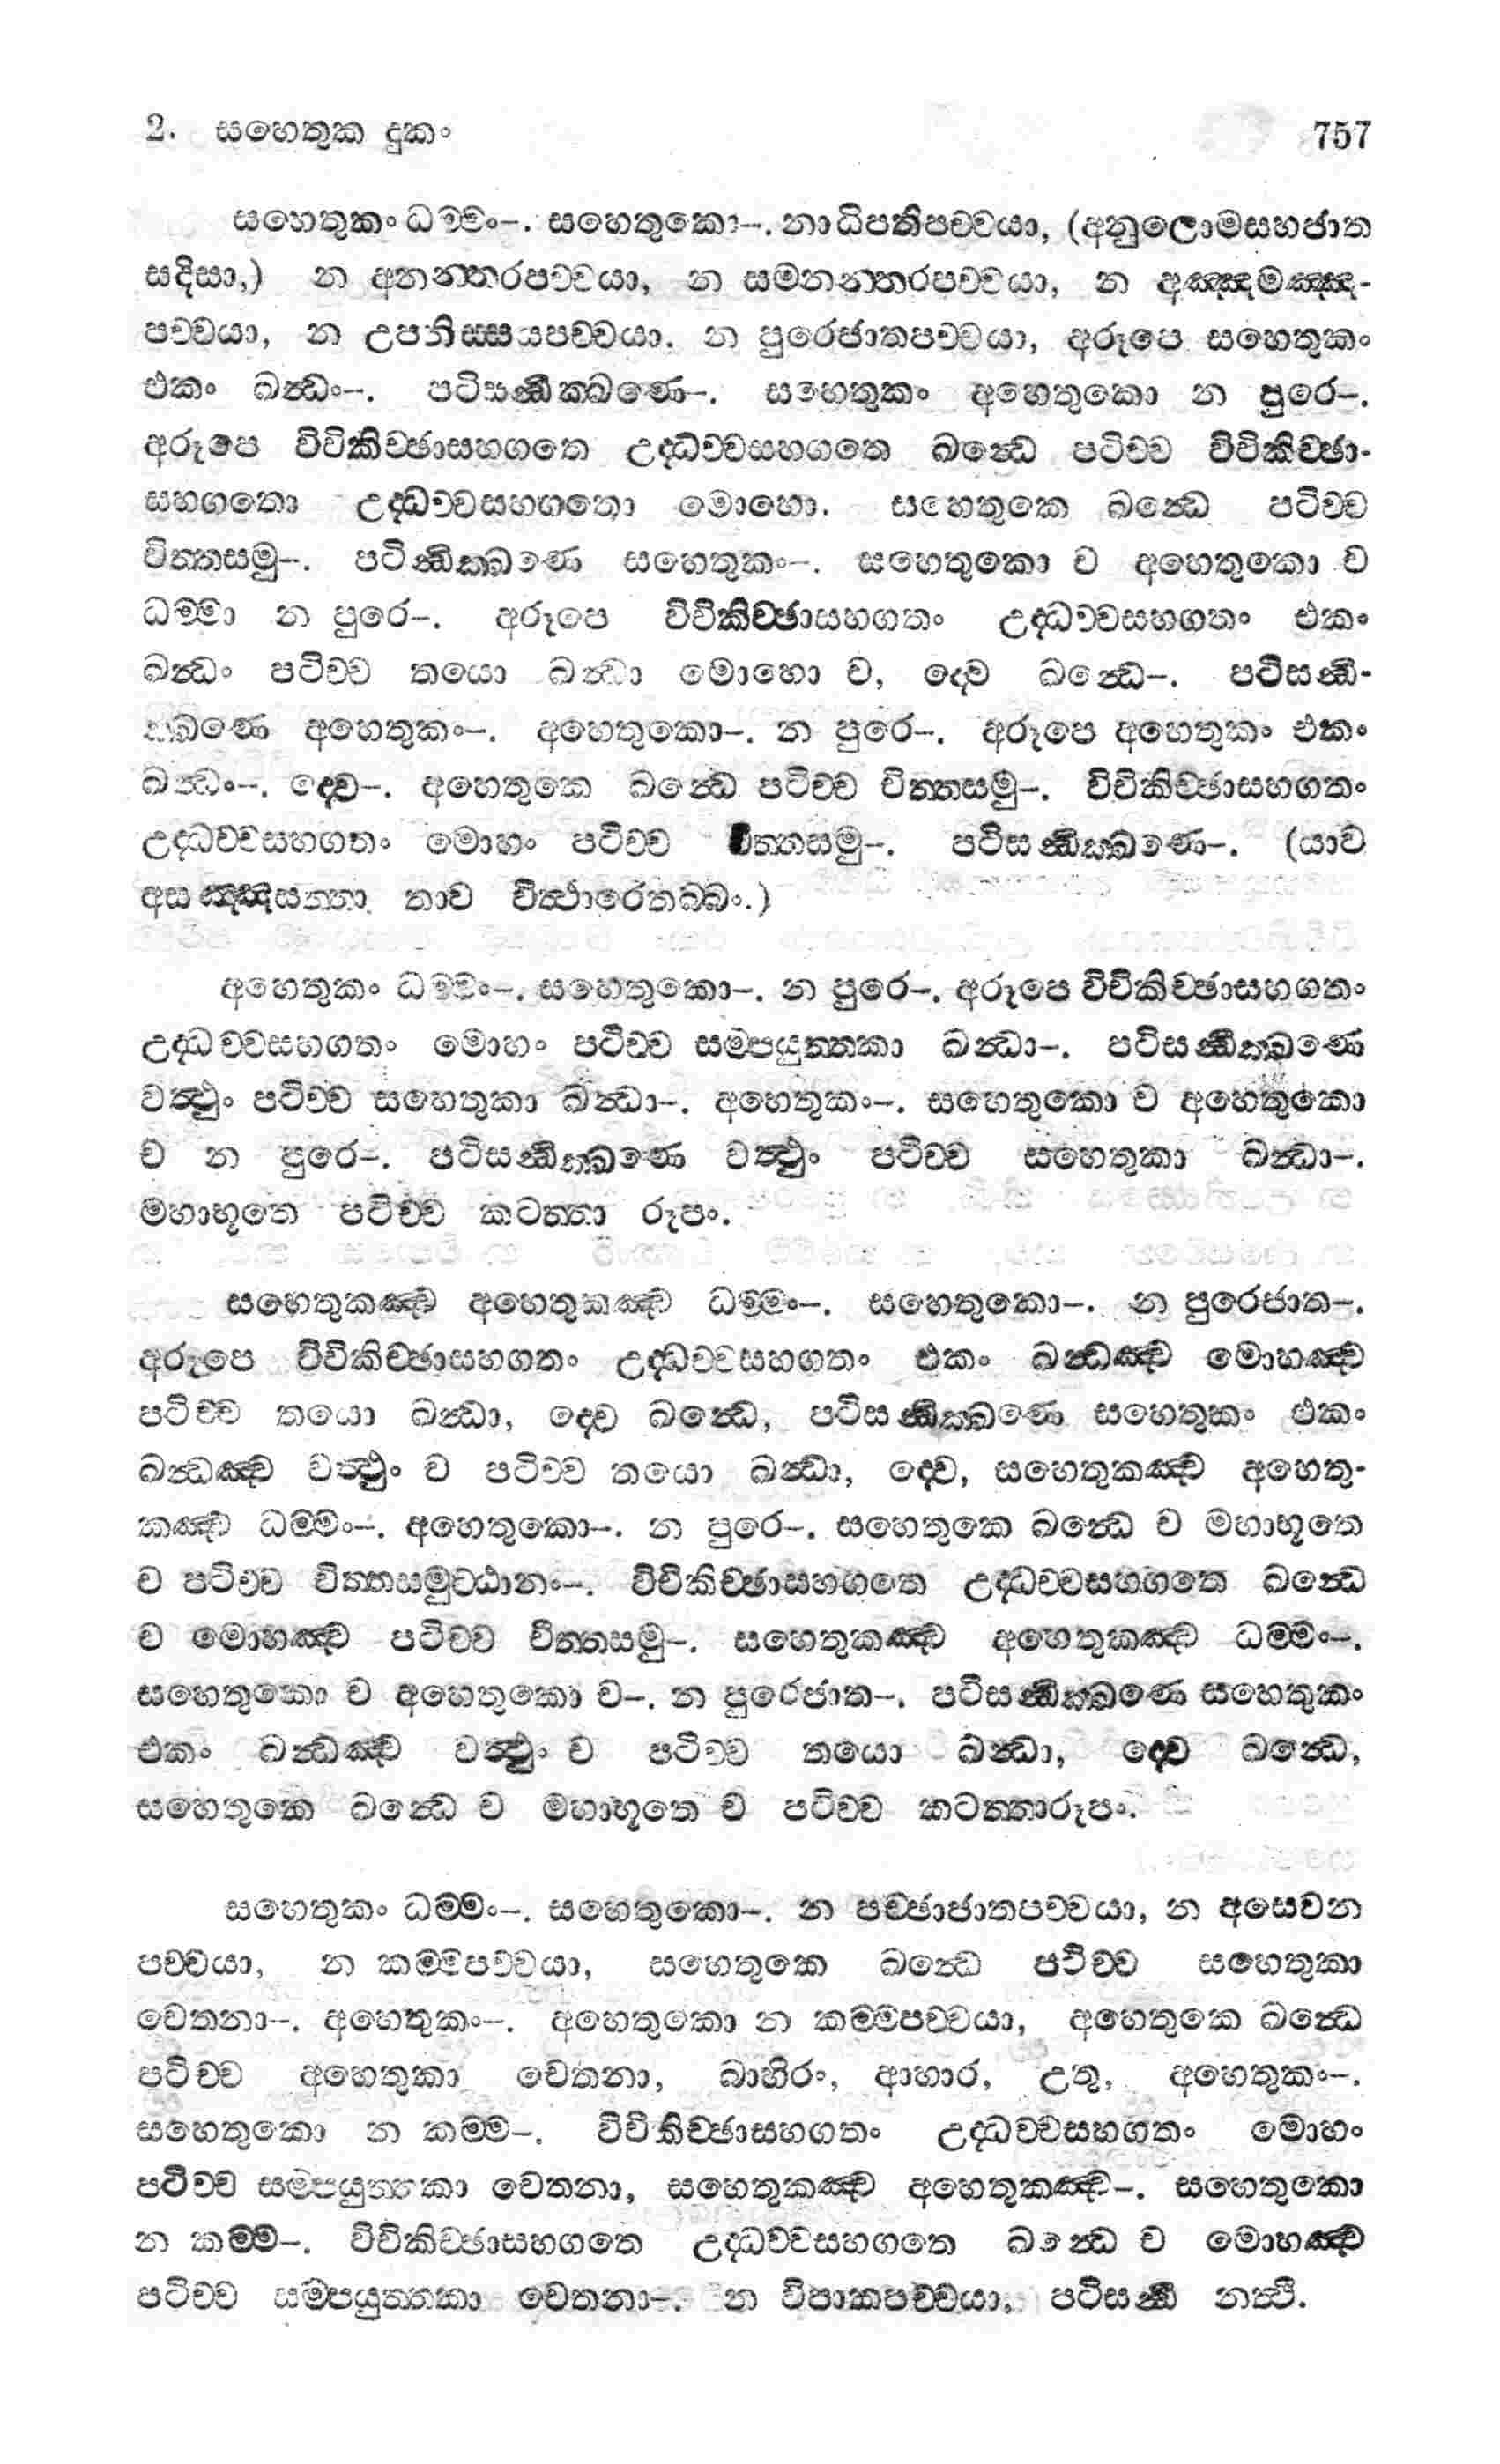 2. සහෙතුක දුකං 757
සහෙතුකං ධම්මං–. සහෙතුකො–. නාධිපතිපච්චයා, (අනුලොමසහජාත
සදිසා,) න අනන්තරපච්චයා, න සමනන්තරපච්චයා, න අඤ්ඤමඤ්ඤ-
පච්චයා, න උපනිස්සයපච්චයා. න පුරෙජාතපච්චයා, අරූපෙ සහෙතුකං
එකං ඛන්ධං–. පටිසන්ධික්ඛණෙ–. සහෙතුකං අහෙතුකො න පුරෙ–.
අරූපෙ විචිකිච්ඡාසහගතෙ උද්ධච්චසහගතෙ ඛන්ධෙ පටිච්ච විචිකිච්ඡා-
සහගතො උද්ධච්චසහගතො මොහො. සහෙතුකෙ ඛන්ධෙ පටිච්ච
චිත්තසමු–. පටින්ධික්ඛණෙ සහෙතුකං–. සහෙතුකො ච අහෙතුකො ච
ධම්මා න පුරෙ–. අරූපෙ විචිකිච්ඡාසහගතං උද්ධච්චසහගතං එකං
ඛන්ධං පටිච්ච තයො ඛන්ධා මොහො ච, ද්වෙ ඛන්ධෙ–. පටිසන්ධි-
ක්ඛණෙ අහෙතුකං–. අහෙතුකො–. න පුරෙ–. අරූපෙ අහෙතුකං එකං
ඛන්ධං–. ද්වෙ–. අහෙතුකෙ ඛන්ධෙ පටිච්ච චිත්තසමු–. විචිකිච්ඡාසහගතං
උද්ධච්චසහගතං මොහං පටිච්ච චිත්තසමු–. පටිසන්ධික්ඛණෙ–. (යාව
අසඤ්ඤසත්තා තාව විත්ථාරෙතබ්බං.)
අහෙතුකං ධම්මං–. සහෙතුකො–. න පුරෙ–. අරූපෙ විචිකිච්ඡාසහගතං
උද්ධච්චසහගතං මොහං පටිච්ච සම්පයුත්තකා ඛන්ධා–. පටිසන්ධික්ඛණෙ
වත්ථුං පටිච්ච සහෙතුකා ඛන්ධා–. අහෙතුකං–. සහෙතුකො ච අහෙතුකො
ච න පුරෙ–. පටිසන්ධික්ඛණෙ වත්ථුං පටිච්ච සහෙතුකා ඛන්ධා–.
මහාභූතෙ පටිච්ච කටත්තා රූපං.
සහෙතුකඤ්ච අහෙතුකඤ්ච ධම්මං–. සහෙතුකො–. න පුරෙජාත–.
අරූපෙ විචිකිච්ඡාසහගතං උද්ධච්චසහගතං එකං ඛන්ධඤ්ච මොහඤ්ච
පටිච්ච තයො ඛන්ධා, ද්වෙ ඛන්ධෙ, පටිසන්ධික්ඛණෙ සහෙතුකං එකං
ඛන්ධඤ්ච වත්ථුං ච පටිච්ච තයො ඛන්ධා, ද්වෙ, සහෙතුකඤ්ච අහෙතු-
කඤ්ච ධම්මං–. අහෙතුකො–. න පුරෙ–. සහෙතුකෙ ඛන්ධෙ ච මහාභූතෙ
ච පටිච්ච චිත්තසමුට්ඨානං–. විචිකිච්ඡාසහගතෙ උද්ධච්චසහගතෙ ඛන්ධෙ
ච මොහඤ්ච පටිච්ච චිත්තසමු–. සහෙතුකඤ්ච අහෙතුකඤ්ච ධම්මං–.
සහෙතුකො ච අහෙතුකො ච–. න පුරෙජාත–. පටිසන්ධික්ඛණෙ සහෙතුකං
එකං ඛන්ධඤ්ච වත්ථුං ච පටිච්ච තයො ඛන්ධා, ද්වෙ ඛන්ධෙ,
සහෙතුකෙ ඛන්ධෙ ච මහාභූතෙ ච පටිච්ච කටත්තාරූපං.
සහෙතුකං ධම්මං–. සහෙතුකො–. න පච්ඡාජාතපච්චයා, න අසෙවන
පච්චයා, න කම්මපච්චයා, සහෙතුකෙ ඛන්ධෙ පටිච්ච සහෙතුකා
චෙතනා–. අහෙතුකං–. අහෙතුකො න කම්මපච්චයා, අහෙතුකෙ ඛන්ධෙ
පටිච්ච අහෙතුකා චෙතනා, බාහිරං, ආහාර, උතු, අහෙතුකං–.
සහෙතුකො න කම්ම–. විචිකිච්ඡාසහගතං උද්ධච්චසහගතං මොහං
පටිච්ච සම්පයුත්තකා චෙතනා, සහෙතුකඤ්ච අහෙතුකඤ්ච–. සහෙතුකො
න කම්ම–. විචිකිච්ඡාසහගතෙ උද්ධච්චසහගතෙ ඛන්ධෙ ච මොහඤ්ච
පටිච්ච සම්පයුත්තකා චෙතනා–. න විපාකපච්චයා, පටිසන්ධි නත්ථි.